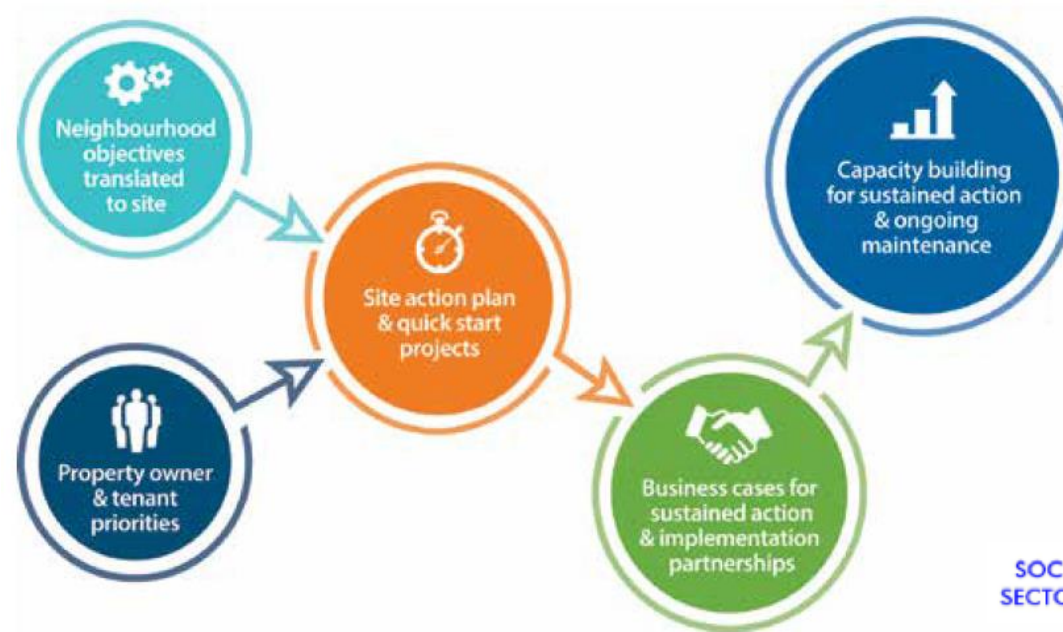 Neighbourhood
objectives
translated
to site
Property owner
& tenant
priorities
Site action plan
& quick start
projects
Business cases for
sustained action
& implementation
partnerships
Capacity building
for sustained action
& ongoing
maintenance